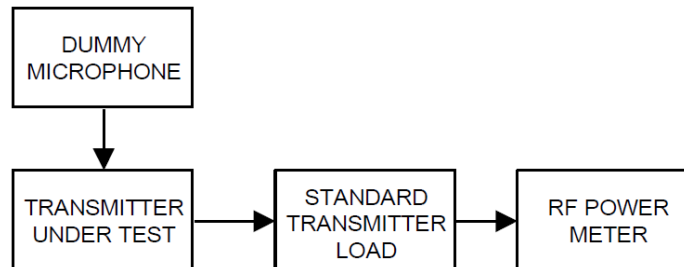 DUMMY
MICROPHONE
TRANSMITTER
UNDER TEST
STANDARD
TRANSMITTER
LOAD
RF POWER
METER